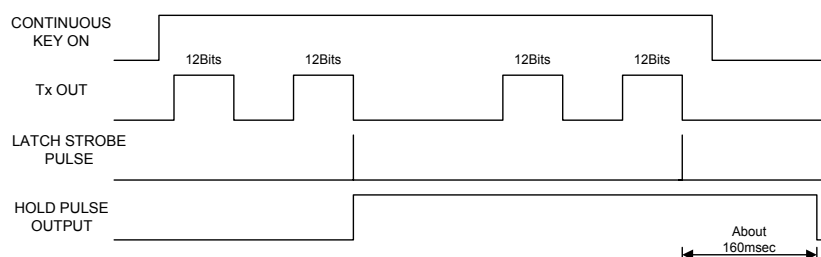 CONTINUOUS
KEY ON
12Bits 12Bits 12Bits 12Bits
Tx OUT
LATCH STROBE
PULSE
HOLD PULSE
OUTPUT
About
160msec